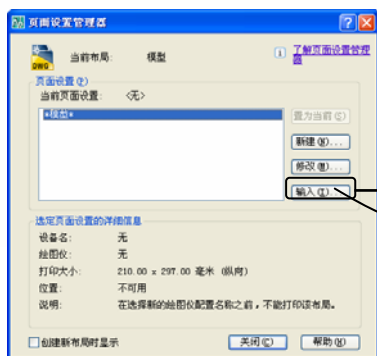 页面设置管理器
DWG
当前布局: 模型
了解页面设置管理器
页面设置(P)
当前页面设置: <无>
*模型*
置为当前(S)
新建(N)...
修改(M)...
输入(I)...
选定页面设置的详细信息
设备名: 无
绘图仪: 无
打印大小: 210.00 x 297.00 毫米 (纵向)
位置: 不可用
说明: 在选择新的绘图仪配置名称之前，不能打印该布局。
创建新布局时显示
关闭(C)
帮助(H)